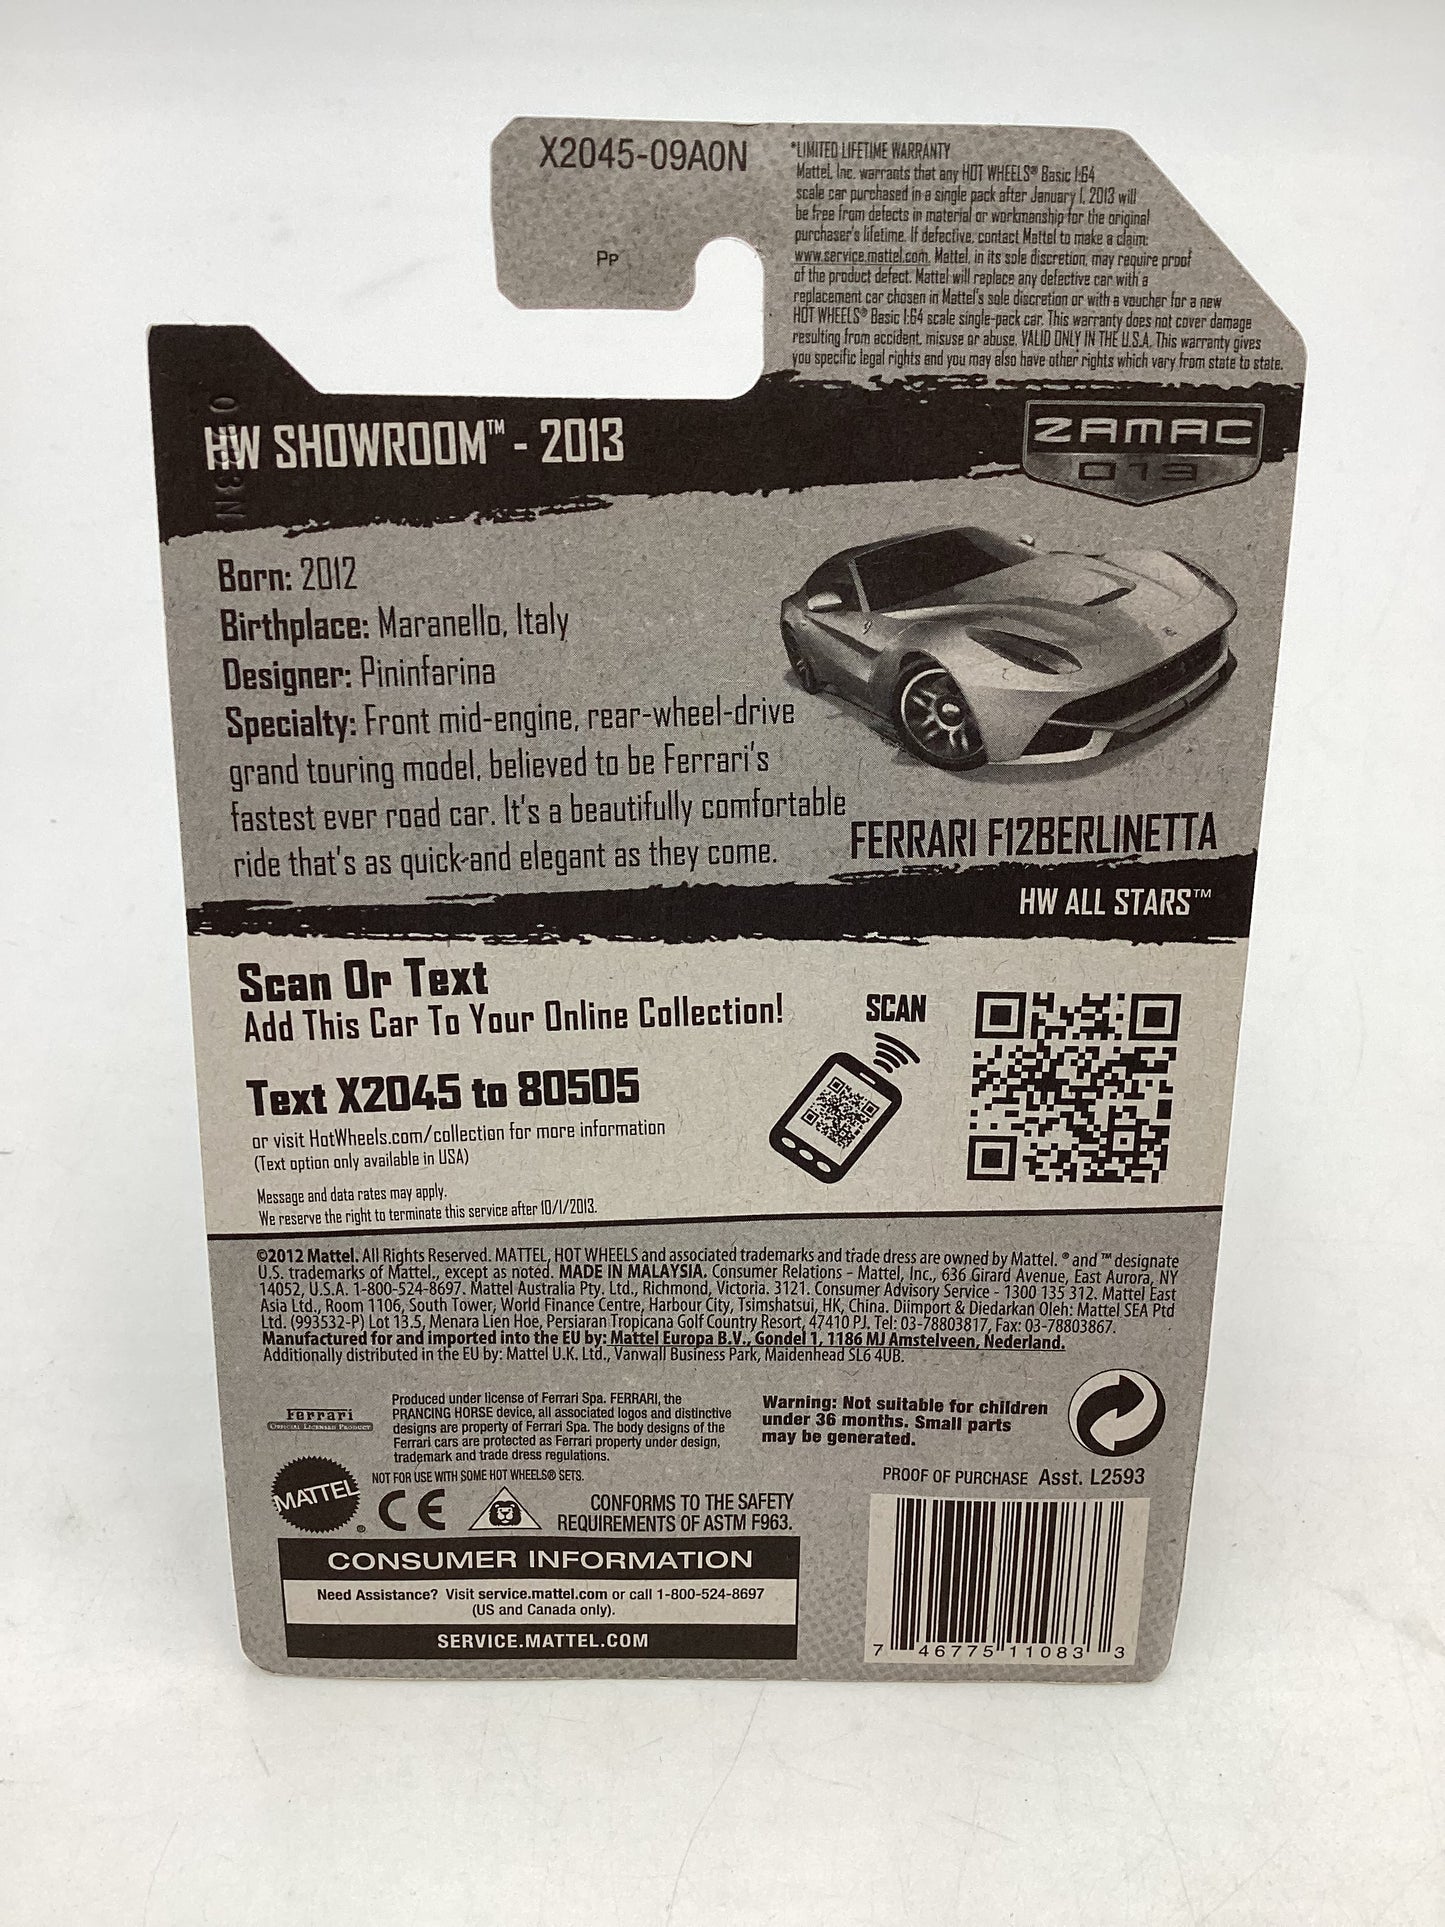 X2045-09A0N
Pp
*LIMITED LIFETIME WARRANTY
Mattel, Inc. warrants that any HOT WHEELS® Basic 1:64
scale car purchased in a single pack after January 1, 2013 will
be free from defects in material or workmanship for the original
purchaser's lifetime. If defective, contact Mattel to make a claim:
www.service.mattel.com. Mattel, in its sole discretion, may require proof
of the product defect. Mattel will replace any defective car with a
replacement car chosen in Mattel's sole discretion or with a voucher for a new
HOT WHEELS® Basic 1:64 scale single-pack car. This warranty does not cover damage
resulting from accident, misuse or abuse. VALID ONLY IN THE U.S.A. This warranty gives
you specific legal rights and you may also have other rights which vary from state to state.
HW SHOWROOM™ - 2013
ZAMAC
013
Born: 2012
Birthplace: Maranello, Italy
Designer: Pininfarina
Specialty: Front mid-engine, rear-wheel-drive
grand touring model, believed to be Ferrari's
fastest ever road car. It's a beautifully comfortable
ride that's as quick and elegant as they come.
FERRARI F12BERLINETTA
HW ALL STARS™
Scan Or Text
Add This Car To Your Online Collection!
SCAN
Text X2045 to 80505
or visit HotWheels.com/collection for more information
(Text option only available in USA)
Message and data rates may apply.
We reserve the right to terminate this service after 10/1/2013.
©2012 Mattel. All Rights Reserved. MATTEL, HOT WHEELS and associated trademarks and trade dress are owned by Mattel. ® and ™ designate
U.S. trademarks of Mattel., except as noted. MADE IN MALAYSIA. Consumer Relations – Mattel, Inc., 636 Girard Avenue, East Aurora, NY
14052, U.S.A. 1-800-524-8697. Mattel Australia Pty. Ltd., Richmond, Victoria. 3121. Consumer Advisory Service - 1300 135 312. Mattel East
Asia Ltd., Room 1106, South Tower, World Finance Centre, Harbour City, Tsimshatsui, HK, China. Diimport & Diedarkan Oleh: Mattel SEA Ptd
Ltd. (993532-P) Lot 13.5, Menara Lien Hoe, Persiaran Tropicana Golf Country Resort, 47410 PJ. Tel: 03-78803817, Fax: 03-78803867.
Manufactured for and imported into the EU by: Mattel Europa B.V., Gondel 1, 1186 MJ Amstelveen, Nederland.
Additionally distributed in the EU by: Mattel U.K. Ltd., Vanwall Business Park, Maidenhead SL6 4UB.
Ferrari
OFFICIAL LICENSED PRODUCT
Produced under license of Ferrari Spa. FERRARI, the
PRANCING HORSE device, all associated logos and distinctive
designs are property of Ferrari Spa. The body designs of the
Ferrari cars are protected as Ferrari property under design,
trademark and trade dress regulations.
Warning: Not suitable for children
under 36 months. Small parts
may be generated.
NOT FOR USE WITH SOME HOT WHEELS® SETS.
PROOF OF PURCHASE Asst. L2593
MATTEL®
CE
CONFORMS TO THE SAFETY
REQUIREMENTS OF ASTM F963.
CONSUMER INFORMATION
Need Assistance? Visit service.mattel.com or call 1-800-524-8697
(US and Canada only).
SERVICE.MATTEL.COM
7 46775 11083 3